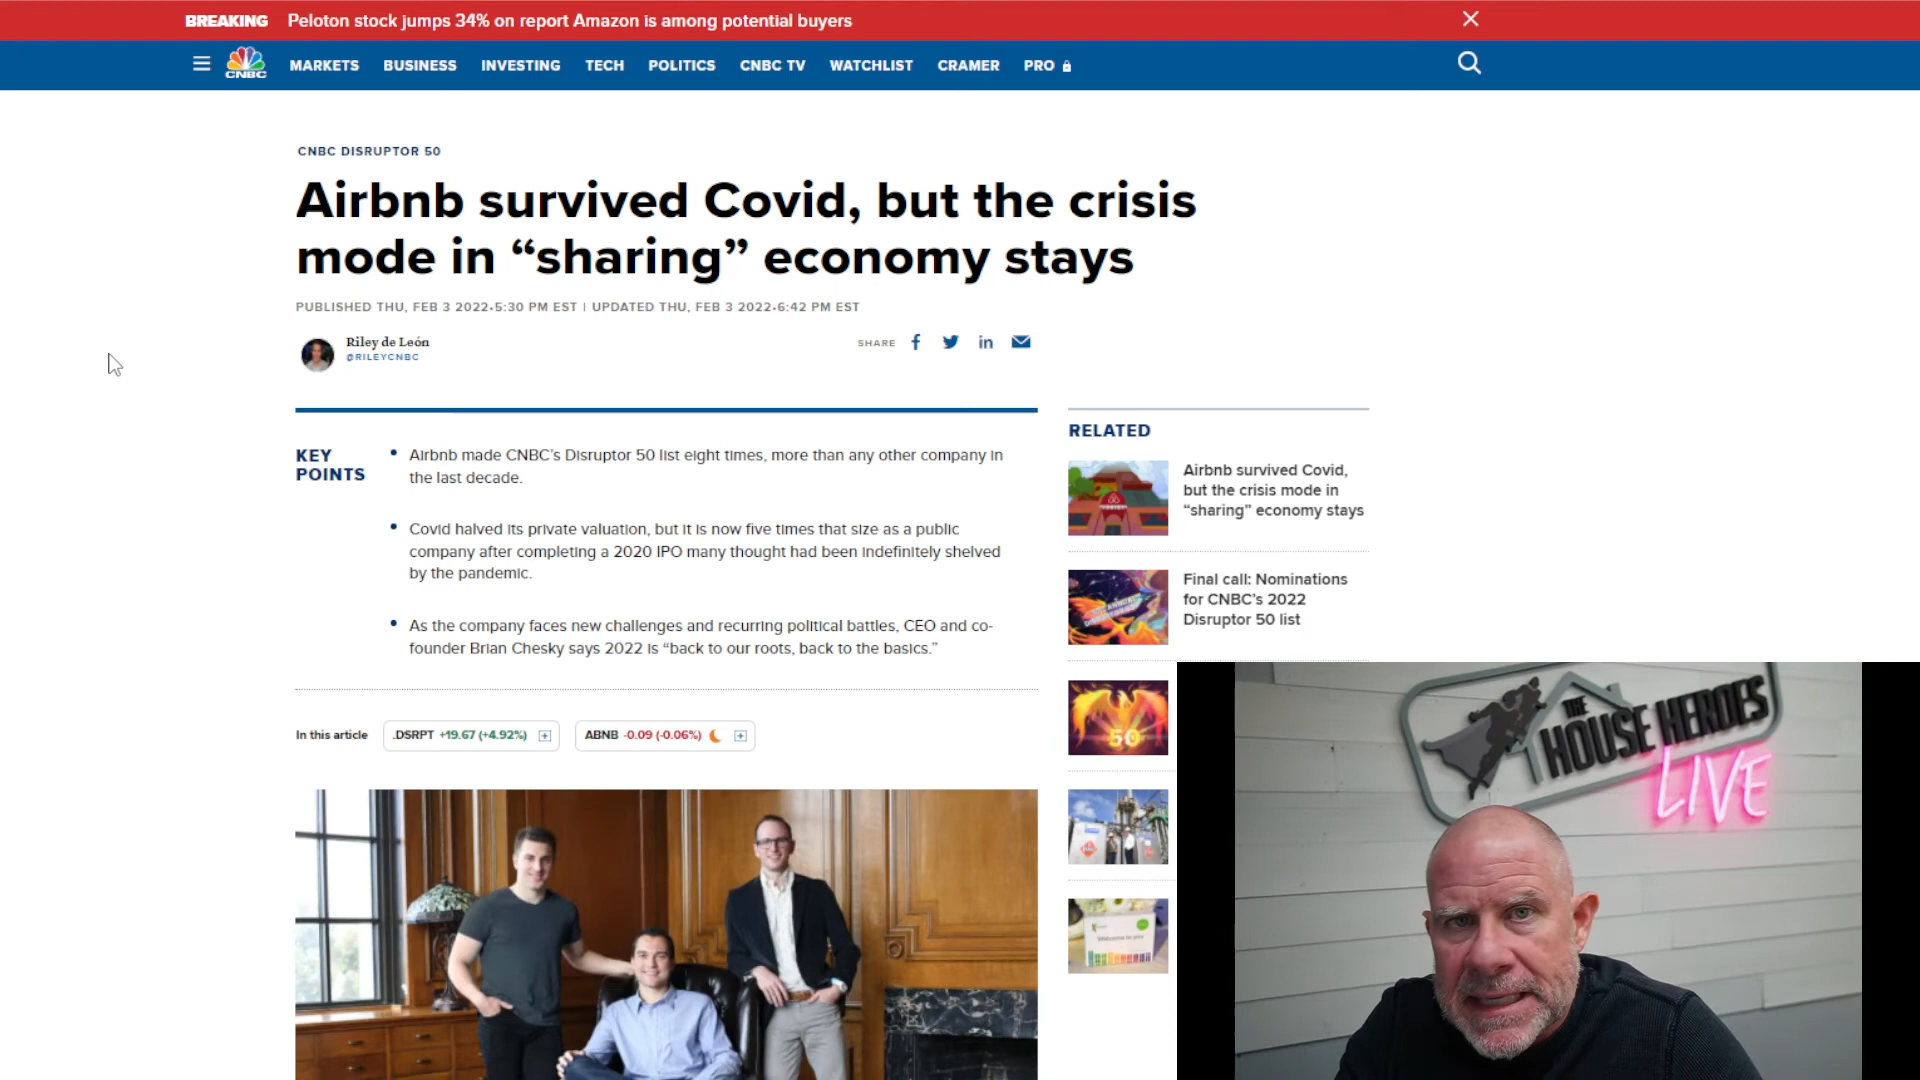 BREAKING Peloton stock jumps 34% on report Amazon is among potential buyers
CNBC
MARKETS BUSINESS INVESTING TECH POLITICS CNBC TV WATCHLIST CRAMER PRO
CNBC DISRUPTOR 50
Airbnb survived Covid, but the crisis
mode in “sharing” economy stays
PUBLISHED THU, FEB 3 2022•5:30 PM EST | UPDATED THU, FEB 3 2022•6:42 PM EST
Riley de León
@RILEYCNBC
SHARE
KEY
POINTS
Airbnb made CNBC’s Disruptor 50 list eight times, more than any other company in
the last decade.
Covid halved its private valuation, but it is now five times that size as a public
company after completing a 2020 IPO many thought had been indefinitely shelved
by the pandemic.
As the company faces new challenges and recurring political battles, CEO and co-
founder Brian Chesky says 2022 is “back to our roots, back to the basics.”
In this article
.DSRPT +19.67 (+4.92%)
ABNB -0.09 (-0.06%)
RELATED
Airbnb survived Covid,
but the crisis mode in
“sharing” economy stays
Final call: Nominations
for CNBC’s 2022
Disruptor 50 list
50
Welcome to you
THE
HOUSE HEROES
LIVE